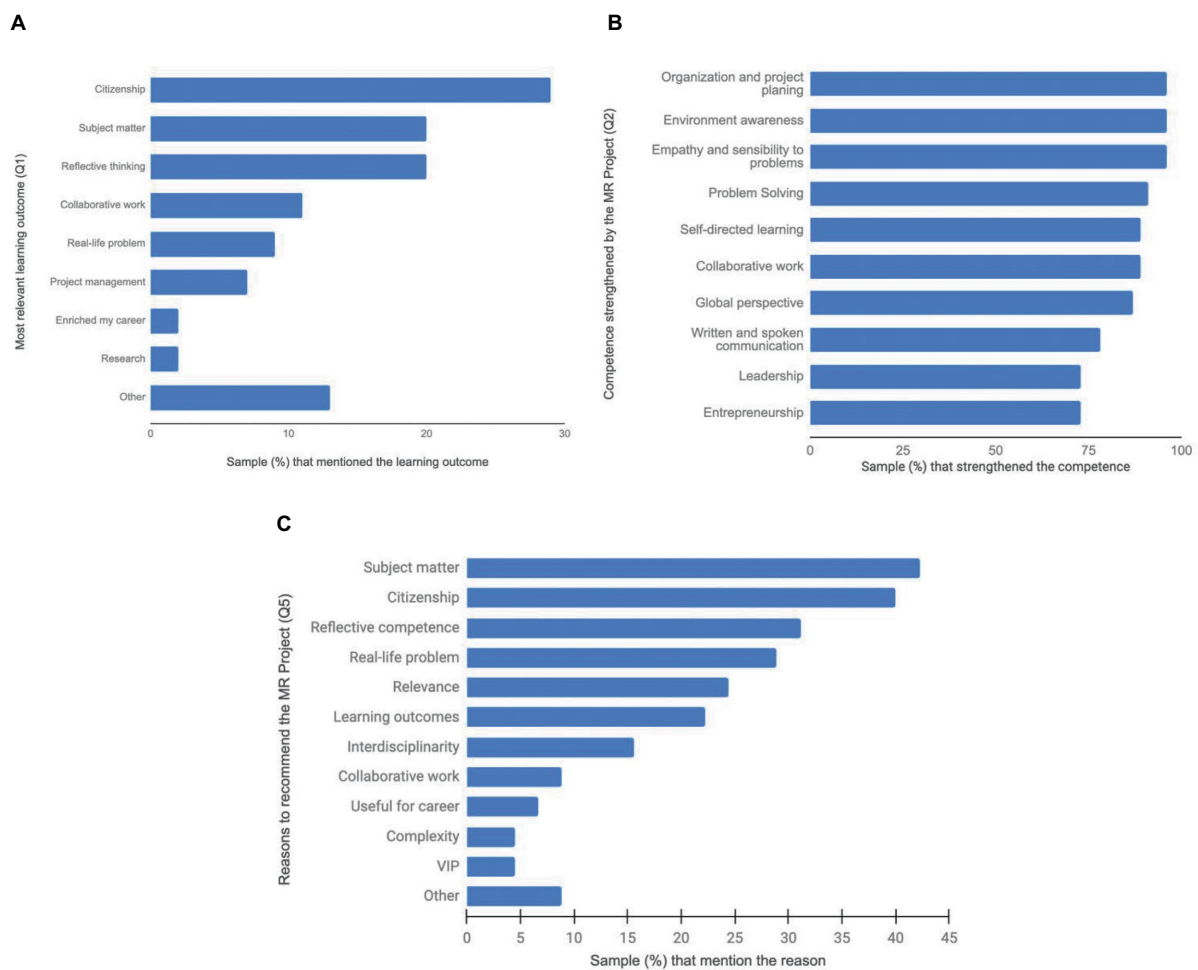 A
Most relevant learning outcome (Q1)
Citizenship
Subject matter
Reflective thinking
Collaborative work
Real-life problem
Project management
Enriched my career
Research
Other
0 10 20 30
Sample (%) that mentioned the learning outcome
B
Competence strengthened by the MR Project (Q2)
Organization and project
planing
Environment awareness
Empathy and sensibility to
problems
Problem Solving
Self-directed learning
Collaborative work
Global perspective
Written and spoken
communication
Leadership
Entrepreneurship
0 25 50 75 100
Sample (%) that strengthened the competence
C
Reasons to recommend the MR Project (Q5)
Subject matter
Citizenship
Reflective competence
Real-life problem
Relevance
Learning outcomes
Interdisciplinarity
Collaborative work
Useful for career
Complexity
VIP
Other
0 5 10 15 20 25 30 35 40 45
Sample (%) that mention the reason